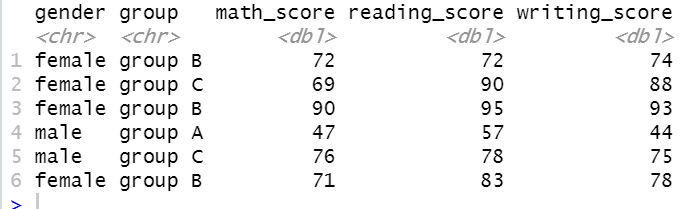 gender group math_score reading_score writing_score
<chr> <chr> <dbl> <dbl> <dbl>
1 female group B 72 72 74
2 female group C 69 90 88
3 female group B 90 95 93
4 male group A 47 57 44
5 male group C 76 78 75
6 female group B 71 83 78
>